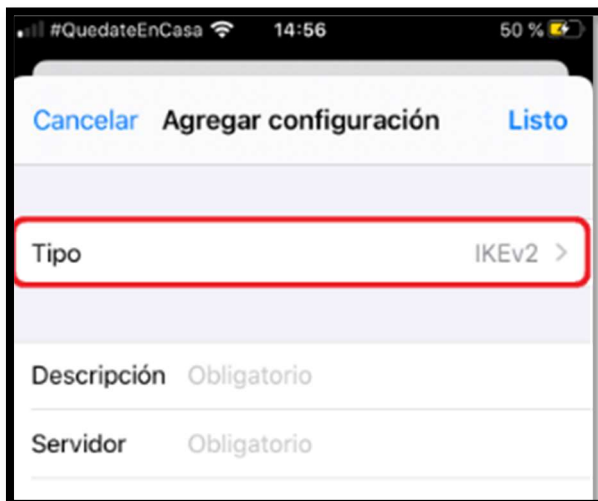 #QuedateEnCasa 14:56 50 %
Cancelar Agregar configuración Listo
Tipo IKEv2 >
Descripción Obligatorio
Servidor Obligatorio